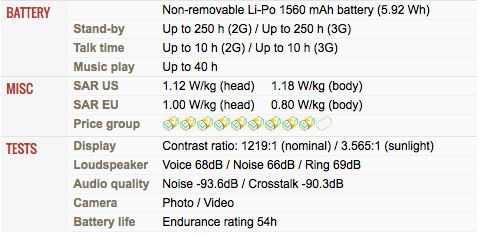 BATTERY Non-removable Li-Po 1560 mAh battery (5.92 Wh)
Stand-by Up to 250 h (2G) / Up to 250 h (3G)
Talk time Up to 10 h (2G) / Up to 10 h (3G)
Music play Up to 40 h
MISC SAR US 1.12 W/kg (head) 1.18 W/kg (body)
SAR EU 1.00 W/kg (head) 0.80 W/kg (body)
Price group
TESTS Display Contrast ratio: 1219:1 (nominal) / 3.565:1 (sunlight)
Loudspeaker Voice 68dB / Noise 66dB / Ring 69dB
Audio quality Noise -93.6dB / Crosstalk -90.3dB
Camera Photo / Video
Battery life Endurance rating 54h